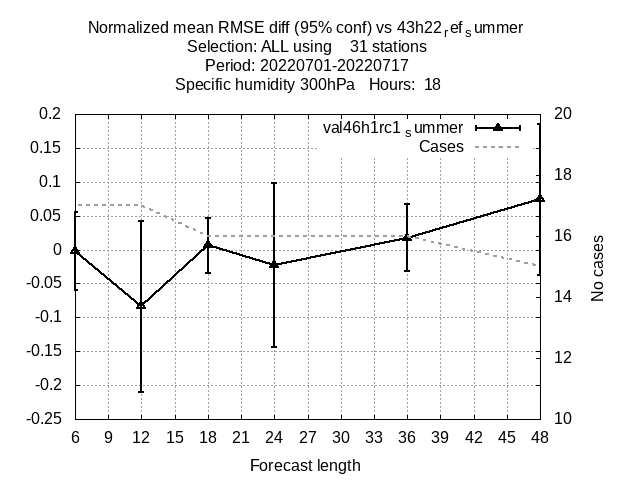 Normalized mean RMSE diff (95% conf) vs 43h22refsummer
Selection: ALL using 31 stations
Period: 20220701-20220717
Specific humidity 300hPa Hours: 18
val46h1rc1summer
Cases
0.2
0.15
0.1
0.05
0
-0.05
-0.1
-0.15
-0.2
-0.25
20
18
16
14
12
10
No cases
6 9 12 15 18 21 24 27 30 33 36 39 42 45 48
Forecast length